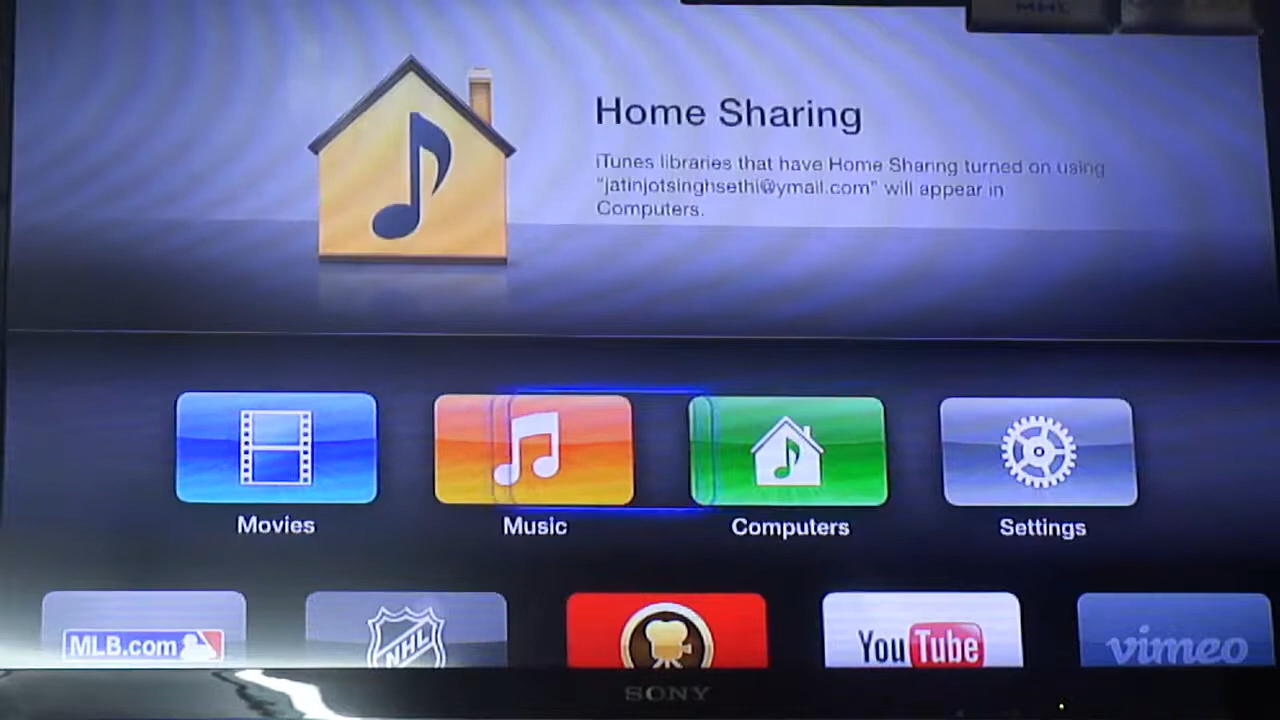 MHL
Home Sharing
iTunes libraries that have Home Sharing turned on using
"jatinjotsinghsethi@ymail.com" will appear in
Computers.
Movies
Music
Computers
Settings
MLB.com
NHL
YouTube
vimeo
SONY